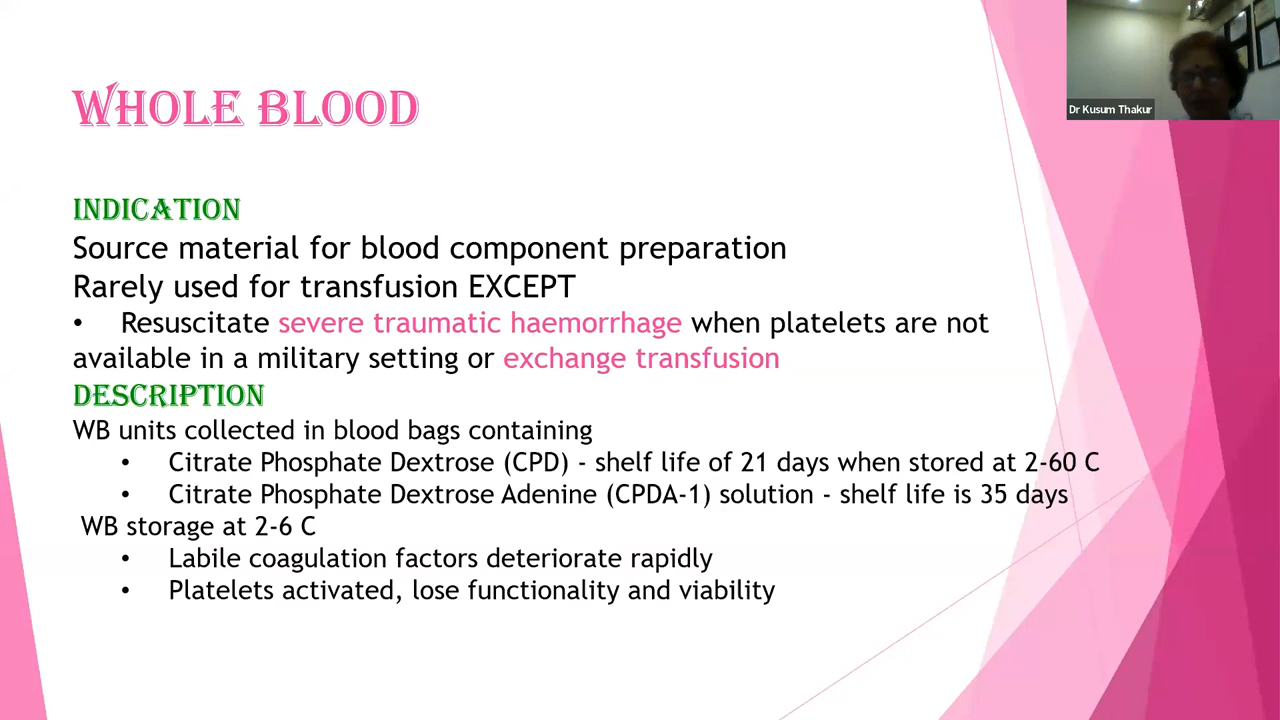 WHOLE BLOOD
Dr Kusum Thakur
INDICATION
Source material for blood component preparation
Rarely used for transfusion EXCEPT
• Resuscitate severe traumatic haemorrhage when platelets are not
available in a military setting or exchange transfusion
DESCRIPTION
WB units collected in blood bags containing
• Citrate Phosphate Dextrose (CPD) - shelf life of 21 days when stored at 2-60 C
• Citrate Phosphate Dextrose Adenine (CPDA-1) solution - shelf life is 35 days
WB storage at 2-6 C
• Labile coagulation factors deteriorate rapidly
• Platelets activated, lose functionality and viability